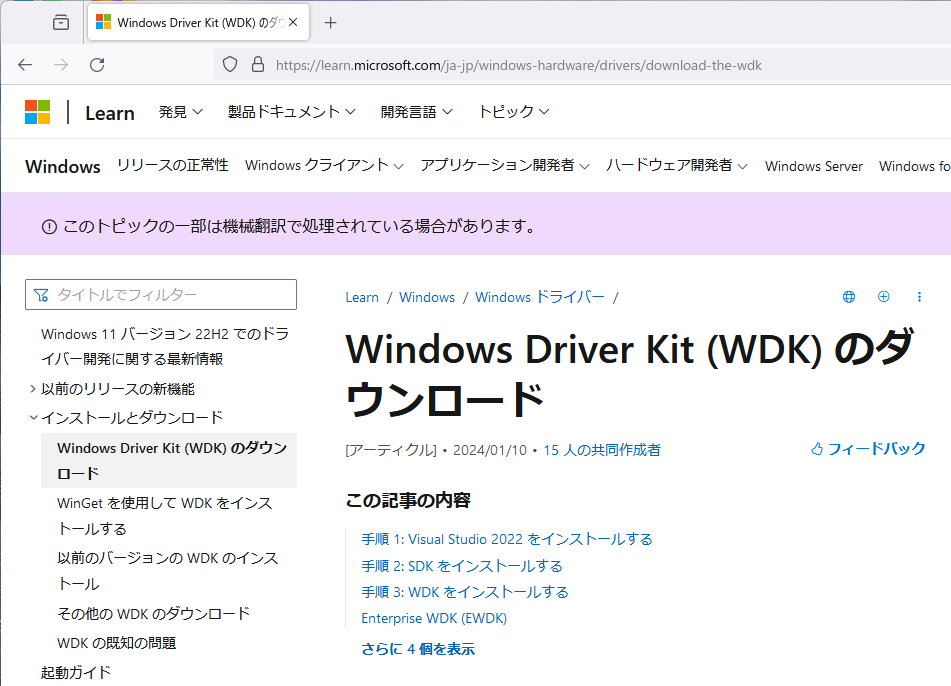 Windows Driver Kit (WDK) のダウ
https://learn.microsoft.com/ja-jp/windows-hardware/drivers/download-the-wdk
Learn 発見 製品ドキュメント 開発言語 トピック
Windows リリースの正常性 Windows クライアント アプリケーション開発者 ハードウェア開発者 Windows Server Windows fo
このトピックの一部は機械翻訳で処理されている場合があります。
タイトルでフィルター
Windows 11 バージョン 22H2 でのドラ
イバー開発に関する最新情報
以前のリリースの新機能
インストールとダウンロード
Windows Driver Kit (WDK) のダウン
ロード
WinGet を使用して WDK をインス
トールする
以前のバージョンの WDK のインス
トール
その他の WDK のダウンロード
WDK の既知の問題
起動ガイド
Learn / Windows / Windows ドライバー /
Windows Driver Kit (WDK) のダ
ウンロード
[アーティクル] • 2024/01/10 • 15 人の共同作成者
フィードバック
この記事の内容
手順 1: Visual Studio 2022 をインストールする
手順 2: SDK をインストールする
手順 3: WDK をインストールする
Enterprise WDK (EWDK)
さらに 4 個を表示